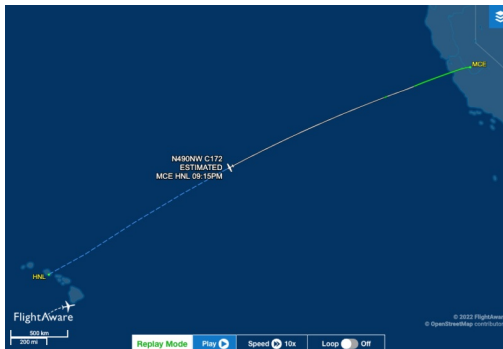 MCE
N490NW C172
ESTIMATED
MCE HNL 09:15PM
HNL
FlightAware
500 km
200 mi
© 2022 FlightAware
© OpenStreetMap contributors
Replay Mode
Play
Speed 10x
Loop Off